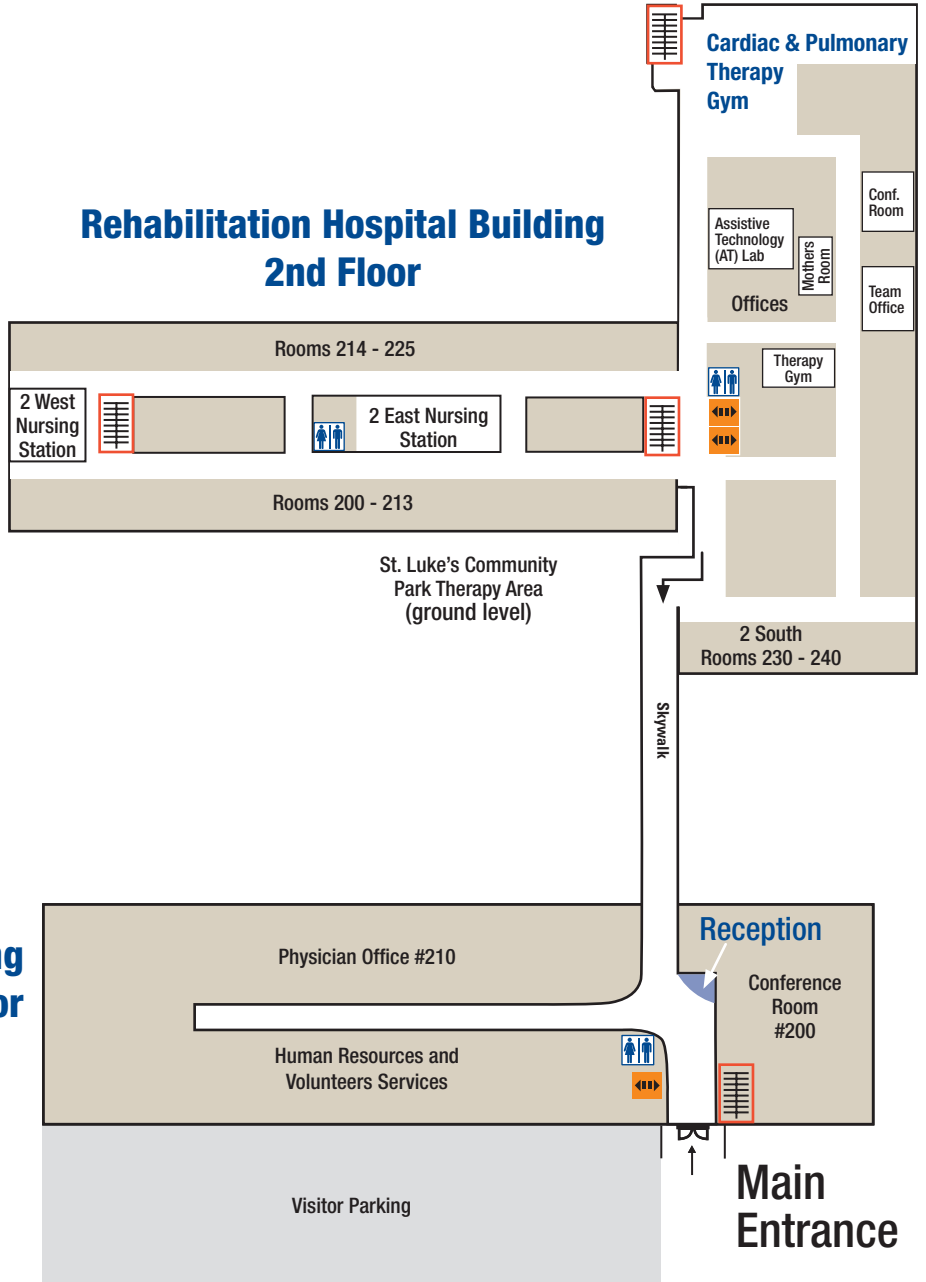 Cardiac & Pulmonary
Therapy
Gym
Rehabilitation Hospital Building
2nd Floor
Conf.
Room
Assistive
Technology
(AT) Lab
Mothers
Room
Offices
Team
Office
Rooms 214 - 225
Therapy
Gym
2 West
Nursing
Station
2 East Nursing
Station
Rooms 200 - 213
St. Luke's Community
Park Therapy Area
(ground level)
2 South
Rooms 230 - 240
Skywalk
Reception
Physician Office #210
Conference
Room
#200
Human Resources and
Volunteers Services
Main
Entrance
Visitor Parking